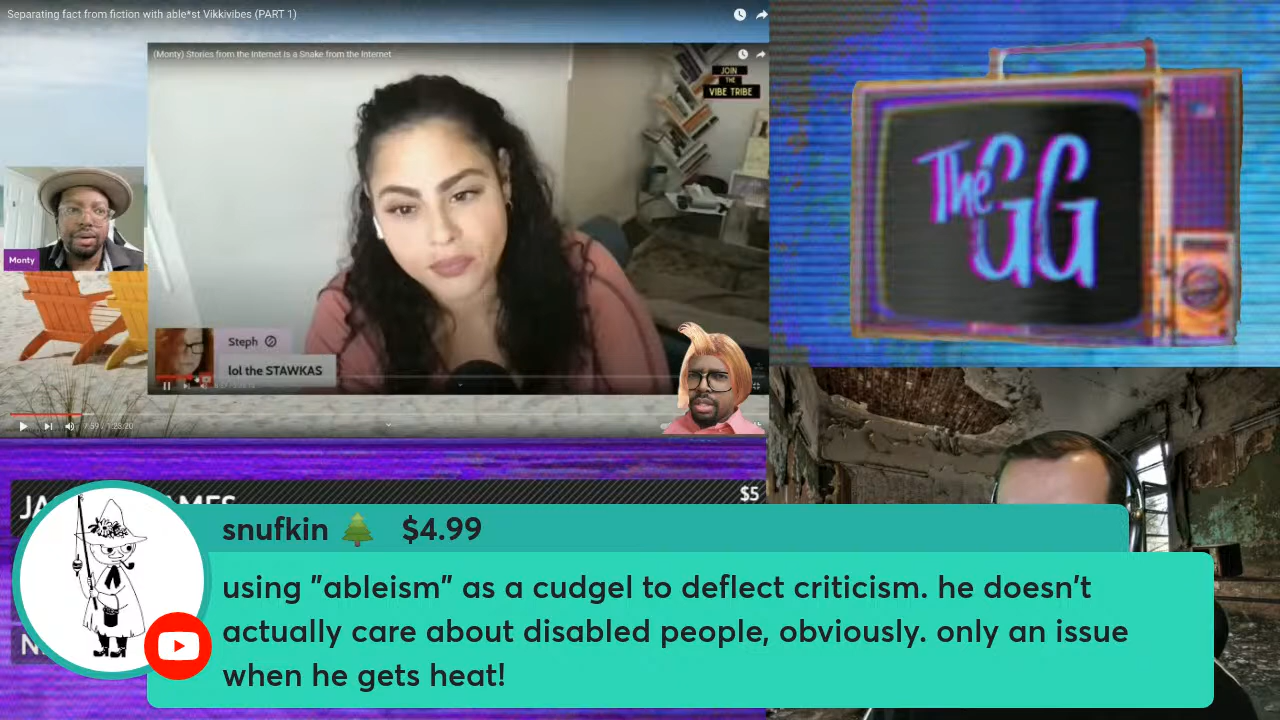 Separating fact from fiction with able*st Vikkivibes (PART 1)
(Monty) Stories from the Internet Is a Snake from the Internet
JOIN
THE
VIBE TRIBE
The GG
Monty
Steph
lol the STAWKAS
7:59 / 1:23:20
$5
snufkin 🌲 $4.99
using "ableism" as a cudgel to deflect criticism. he doesn't
actually care about disabled people, obviously. only an issue
when he gets heat!